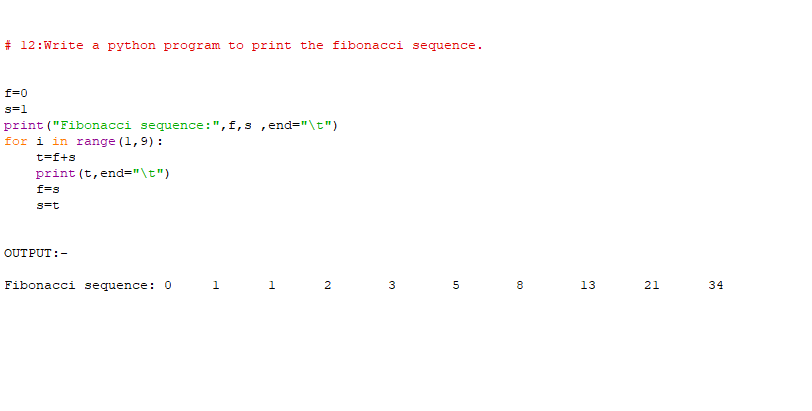 # 12:Write a python program to print the fibonacci sequence.
f=0
s=1
print("Fibonacci sequence:",f,s ,end="\t")
for i in range(1,9):
    t=f+s
    print(t,end="\t")
    f=s
    s=t
OUTPUT:-
Fibonacci sequence: 0 1 1 2 3 5 8 13 21 34